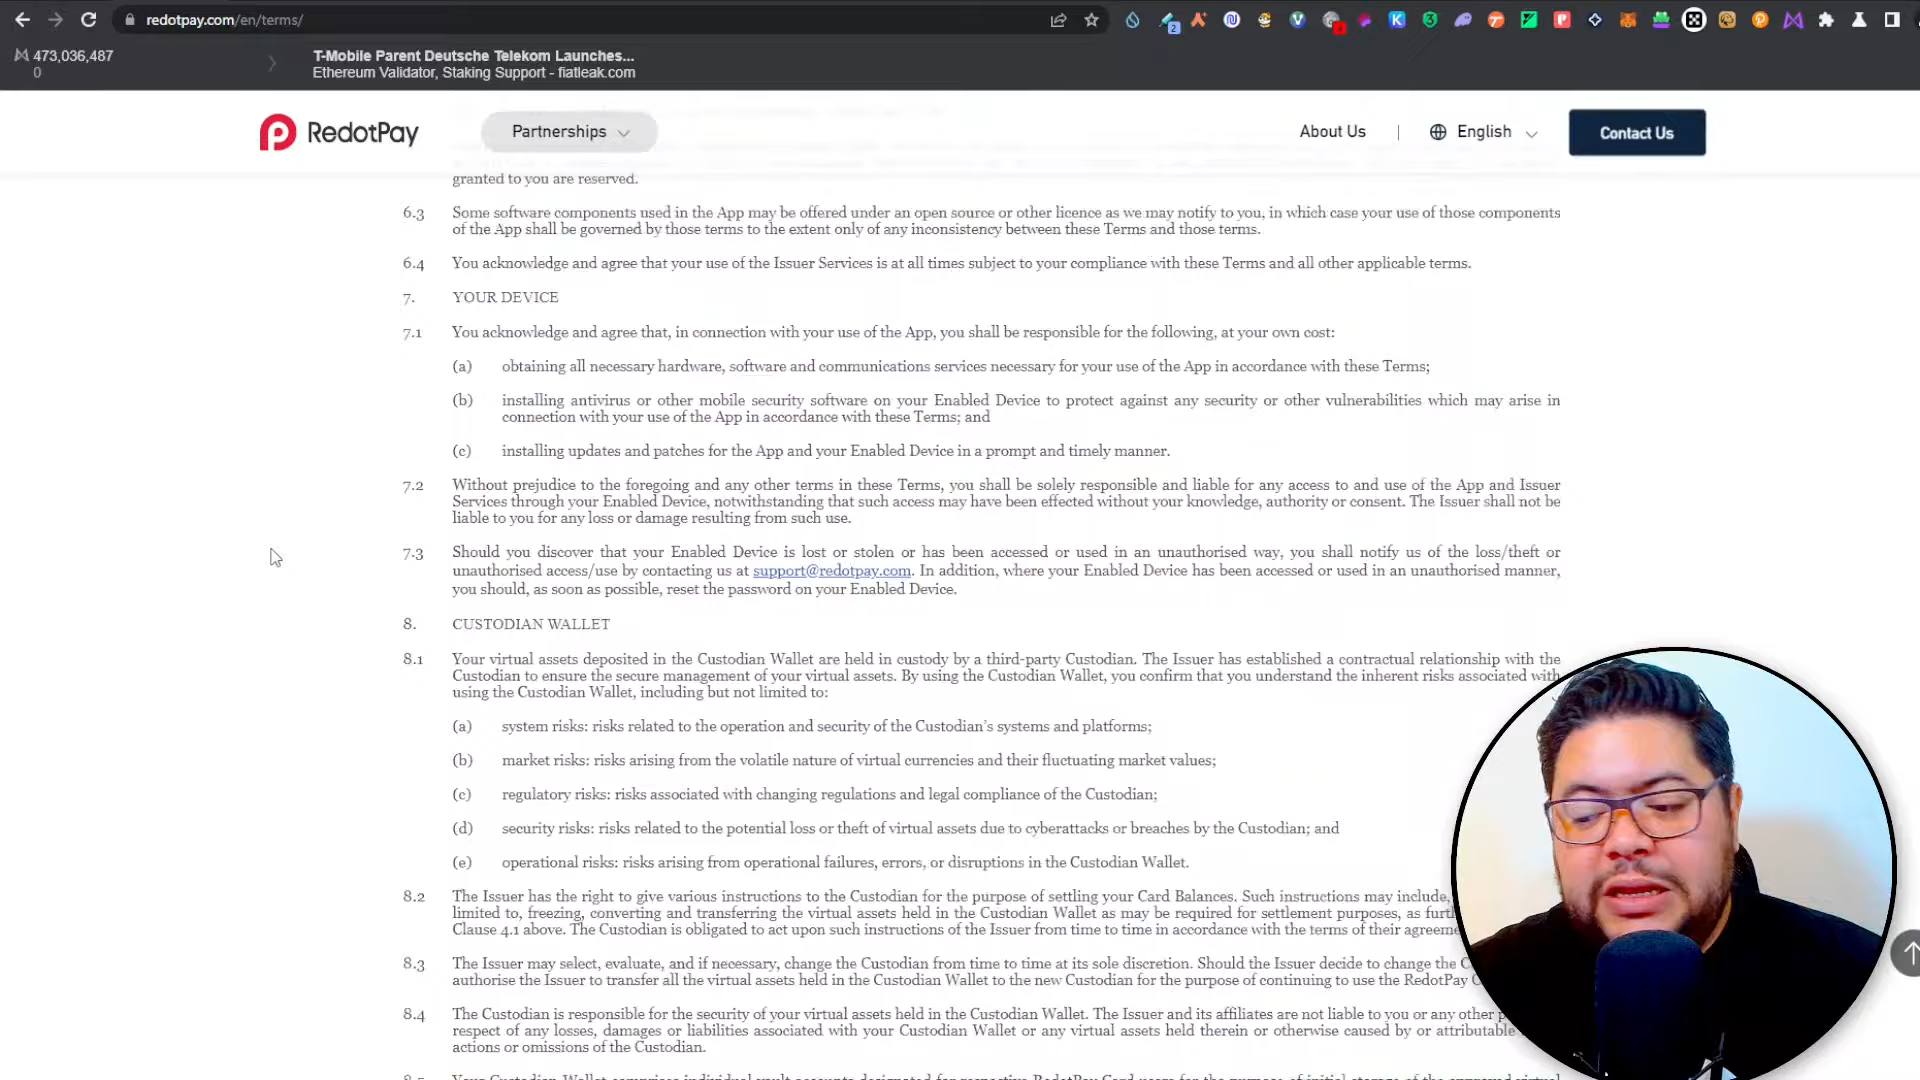 redotpay.com/en/terms/
2
473,036,487
0
T-Mobile Parent Deutsche Telekom Launches...
Ethereum Validator, Staking Support - fiatleak.com
RedotPay
Partnerships
About Us
English
Contact Us
granted to you are reserved.
6.3 Some software components used in the App may be offered under an open source or other licence as we may notify to you, in which case your use of those components
of the App shall be governed by those terms to the extent only of any inconsistency between these Terms and those terms.
6.4 You acknowledge and agree that your use of the Issuer Services is at all times subject to your compliance with these Terms and all other applicable terms.
7. YOUR DEVICE
7.1 You acknowledge and agree that, in connection with your use of the App, you shall be responsible for the following, at your own cost:
(a) obtaining all necessary hardware, software and communications services necessary for your use of the App in accordance with these Terms;
(b) installing antivirus or other mobile security software on your Enabled Device to protect against any security or other vulnerabilities which may arise in
connection with your use of the App in accordance with these Terms; and
(c) installing updates and patches for the App and your Enabled Device in a prompt and timely manner.
7.2 Without prejudice to the foregoing and any other terms in these Terms, you shall be solely responsible and liable for any access to and use of the App and Issuer
Services through your Enabled Device, notwithstanding that such access may have been effected without your knowledge, authority or consent. The Issuer shall not be
liable to you for any loss or damage resulting from such use.
7.3 Should you discover that your Enabled Device is lost or stolen or has been accessed or used in an unauthorised way, you shall notify us of the loss/theft or
unauthorised access/use by contacting us at support@redotpay.com. In addition, where your Enabled Device has been accessed or used in an unauthorised manner,
you should, as soon as possible, reset the password on your Enabled Device.
8. CUSTODIAN WALLET
8.1 Your virtual assets deposited in the Custodian Wallet are held in custody by a third-party Custodian. The Issuer has established a contractual relationship with the
Custodian to ensure the secure management of your virtual assets. By using the Custodian Wallet, you confirm that you understand the inherent risks associated with
using the Custodian Wallet, including but not limited to:
(a) system risks: risks related to the operation and security of the Custodian's systems and platforms;
(b) market risks: risks arising from the volatile nature of virtual currencies and their fluctuating market values;
(c) regulatory risks: risks associated with changing regulations and legal compliance of the Custodian;
(d) security risks: risks related to the potential loss or theft of virtual assets due to cyberattacks or breaches by the Custodian; and
(e) operational risks: risks arising from operational failures, errors, or disruptions in the Custodian Wallet.
8.2 The Issuer has the right to give various instructions to the Custodian for the purpose of settling your Card Balances. Such instructions may include,
limited to, freezing, converting and transferring the virtual assets held in the Custodian Wallet as may be required for settlement purposes, as
Clause 4.1 above. The Custodian is obligated to act upon such instructions of the Issuer from time to time in accordance with the terms of their
8.3 The Issuer may select, evaluate, and if necessary, change the Custodian from time to time at its sole discretion. Should the Issuer decide to change the
authorise the Issuer to transfer all the virtual assets held in the Custodian Wallet to the new Custodian for the purpose of continuing to use the RedotPay
8.4 The Custodian is responsible for the security of your virtual assets held in the Custodian Wallet. The Issuer and its affiliates are not liable to you or any other
respect of any losses, damages or liabilities associated with your Custodian Wallet or any virtual assets held therein or otherwise caused by or attributable
actions or omissions of the Custodian.